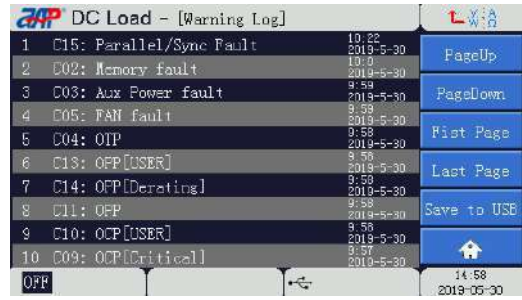 DC Load - [Warning Log]
1 C15: Parallel/Sync Fault 10:22 2019-5-30
2 C02: Memory fault 10:0 2019-5-30
3 C03: Aux Power fault 9:59 2019-5-30
4 C05: FAN fault 9:59 2019-5-30
5 C04: OTP 9:58 2019-5-30
6 C13: OPP[USER] 9:58 2019-5-30
7 C14: OPP[Derating] 9:58 2019-5-30
8 C11: OPP 9:58 2019-5-30
9 C10: OCP[USER] 9:58 2019-5-30
10 C09: OCP[Critical] 9:57 2019-5-30
PageUp
PageDown
Fist Page
Last Page
Save to USB
OFF
14:58
2019-05-30